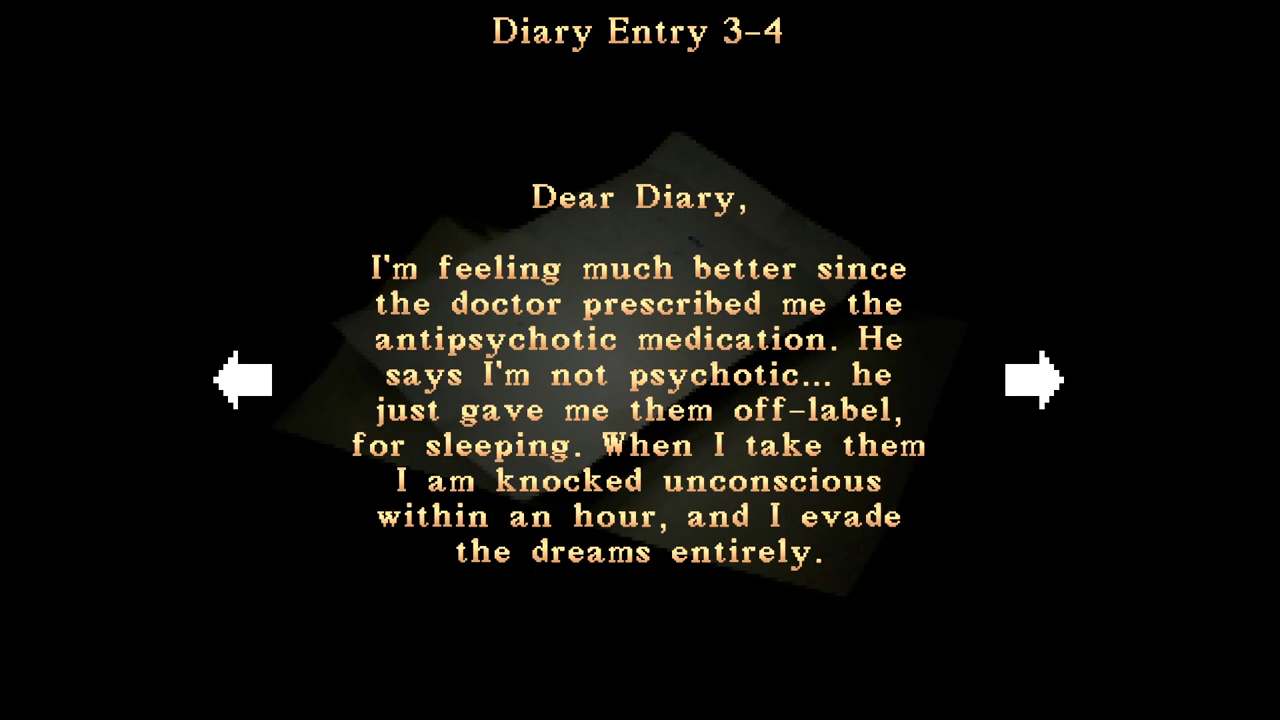 Diary Entry 3-4
Dear Diary,
I'm feeling much better since
the doctor prescribed me the
antipsychotic medication. He
says I'm not psychotic... he
just gave me them off-label,
for sleeping. When I take them
I am knocked unconscious
within an hour, and I evade
the dreams entirely.